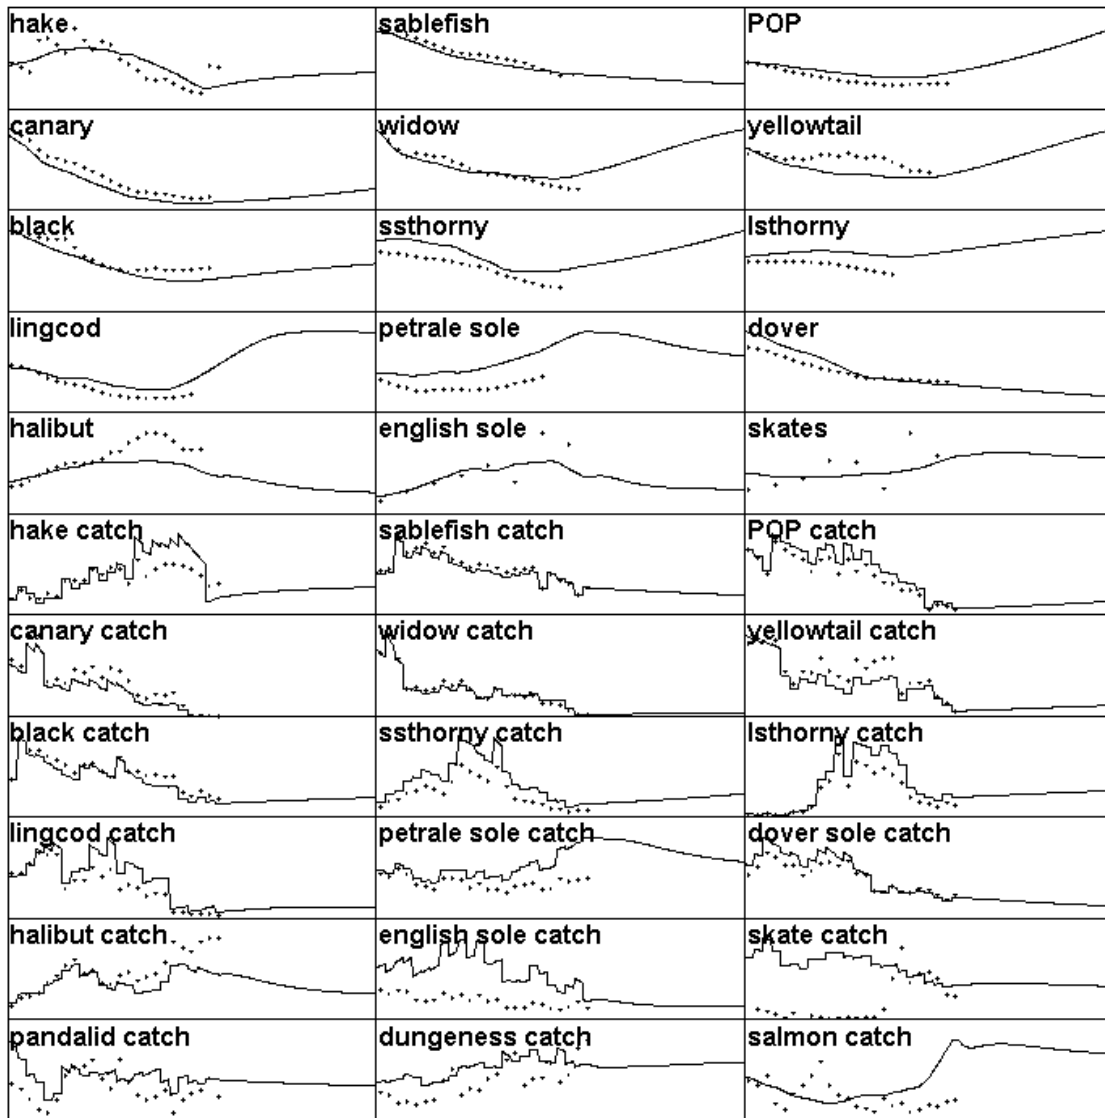 hake
sablefish
POP
canary
widow
yellowtail
black
ssthorny
lsthorny
lingcod
petrale sole
dover
halibut
english sole
skates
hake catch
sablefish catch
POP catch
canary catch
widow catch
yellowtail catch
black catch
ssthorny catch
lsthorny catch
lingcod catch
petrale sole catch
dover sole catch
halibut catch
english sole catch
skate catch
pandalid catch
dungeness catch
salmon catch